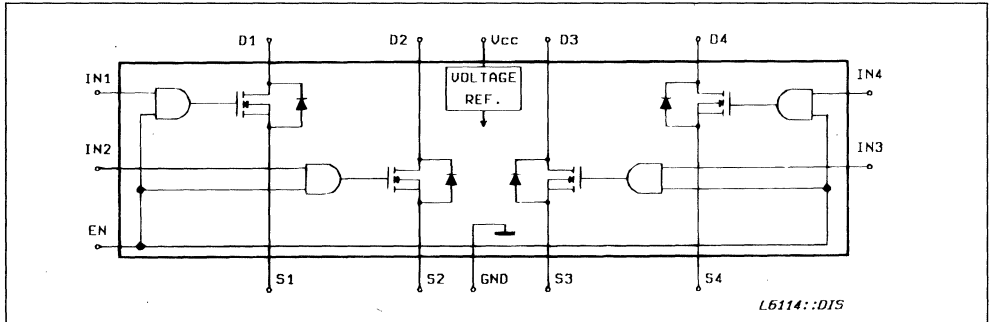 D1 D2 Vcc D3 D4
IN1 VOLTAGE REF. IN4
IN2 IN3
EN
S1 S2 GND S3 S4
L6114::DIS